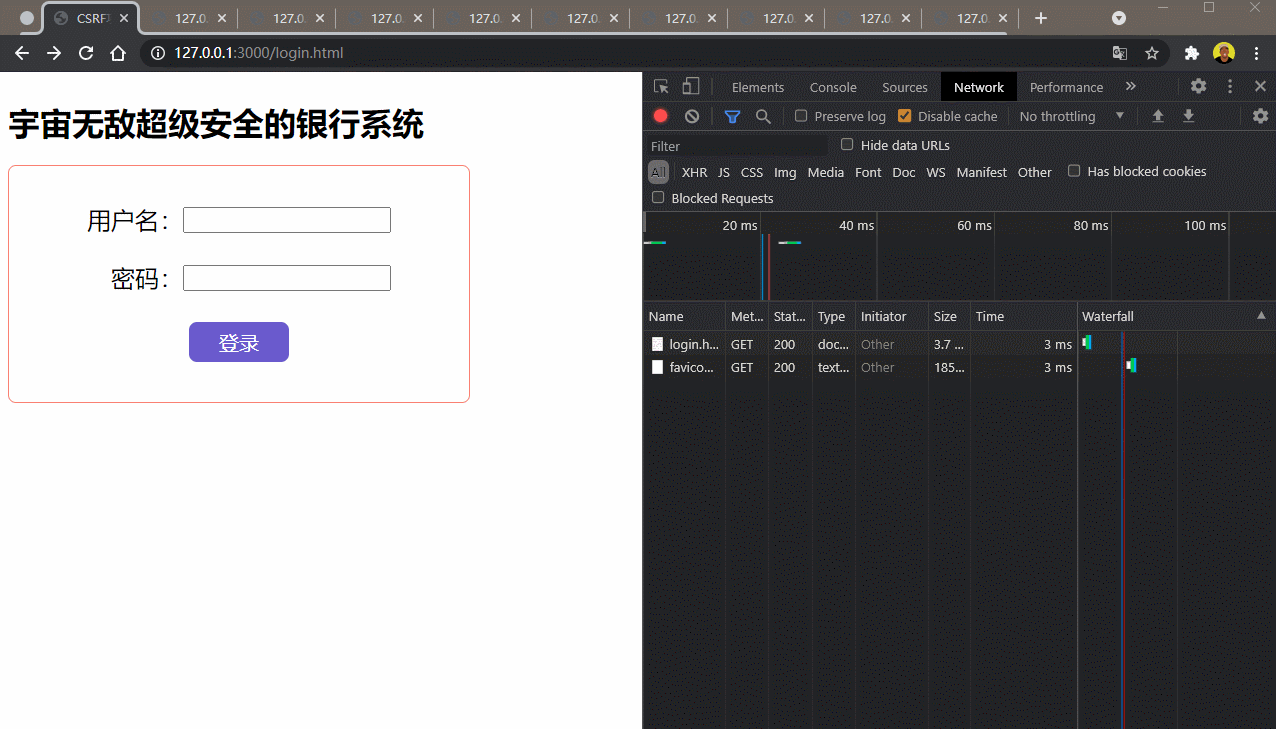 CSRF
127.0.
127.0.
127.0.
127.0.
127.0.
127.0.
127.0.
127.0.
127.0.
127.0.0.1:3000/login.html
宇宙无敌超级安全的银行系统
用户名：
密码：
登录
Elements Console Sources Network Performance
Preserve log Disable cache No throttling
Filter Hide data URLs
All XHR JS CSS Img Media Font Doc WS Manifest Other Has blocked cookies
Blocked Requests
20 ms 40 ms 60 ms 80 ms 100 ms
Name Met... Stat... Type Initiator Size Time Waterfall
login.h... GET 200 doc... Other 3.7 ... 3 ms
favico... GET 200 text... Other 185... 3 ms